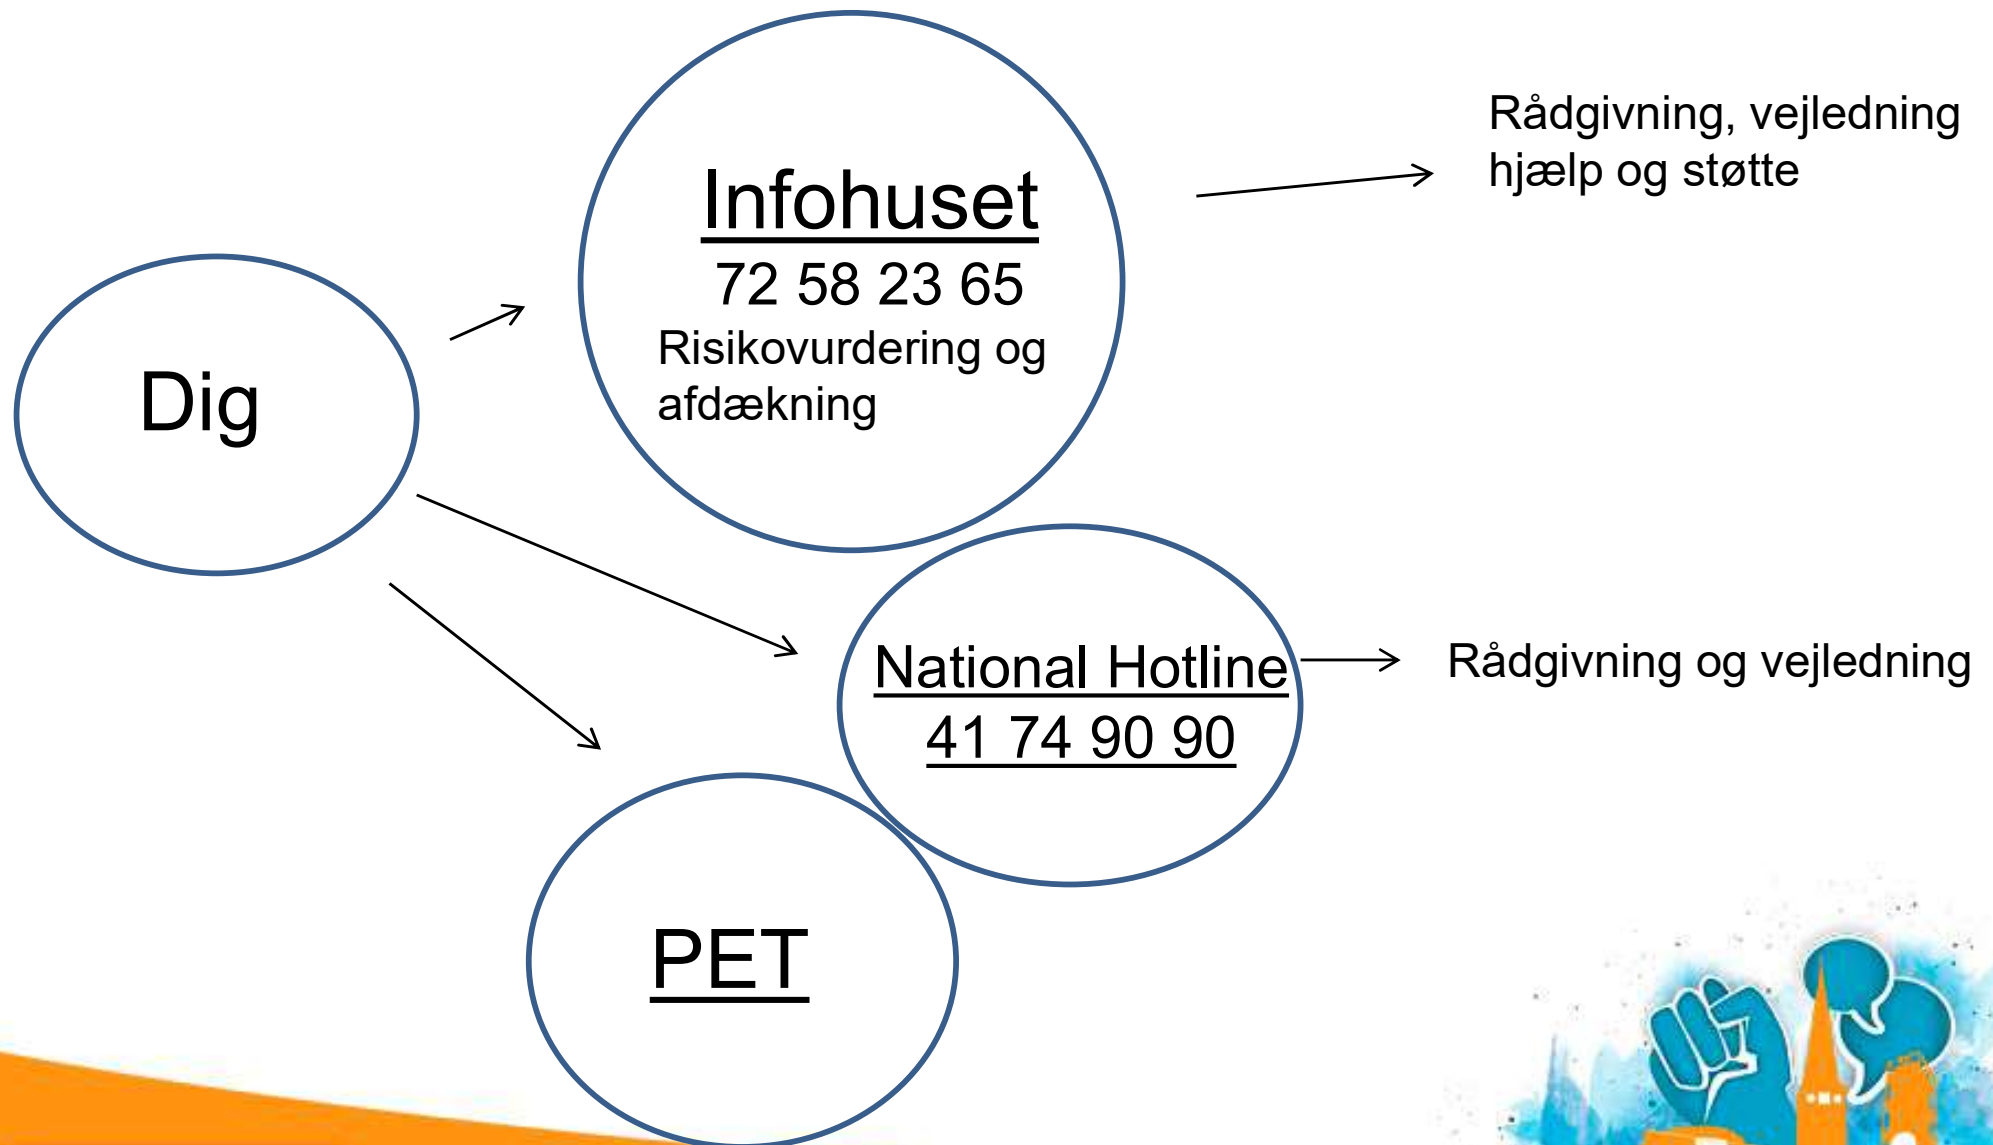 Dig
Infohuset
72 58 23 65
Risikovurdering og
afdækning
Rådgivning, vejledning
hjælp og støtte
National Hotline
41 74 90 90
Rådgivning og vejledning
PET